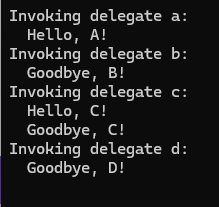 Invoking delegate a:
  Hello, A!
Invoking delegate b:
  Goodbye, B!
Invoking delegate c:
  Hello, C!
  Goodbye, C!
Invoking delegate d:
  Goodbye, D!